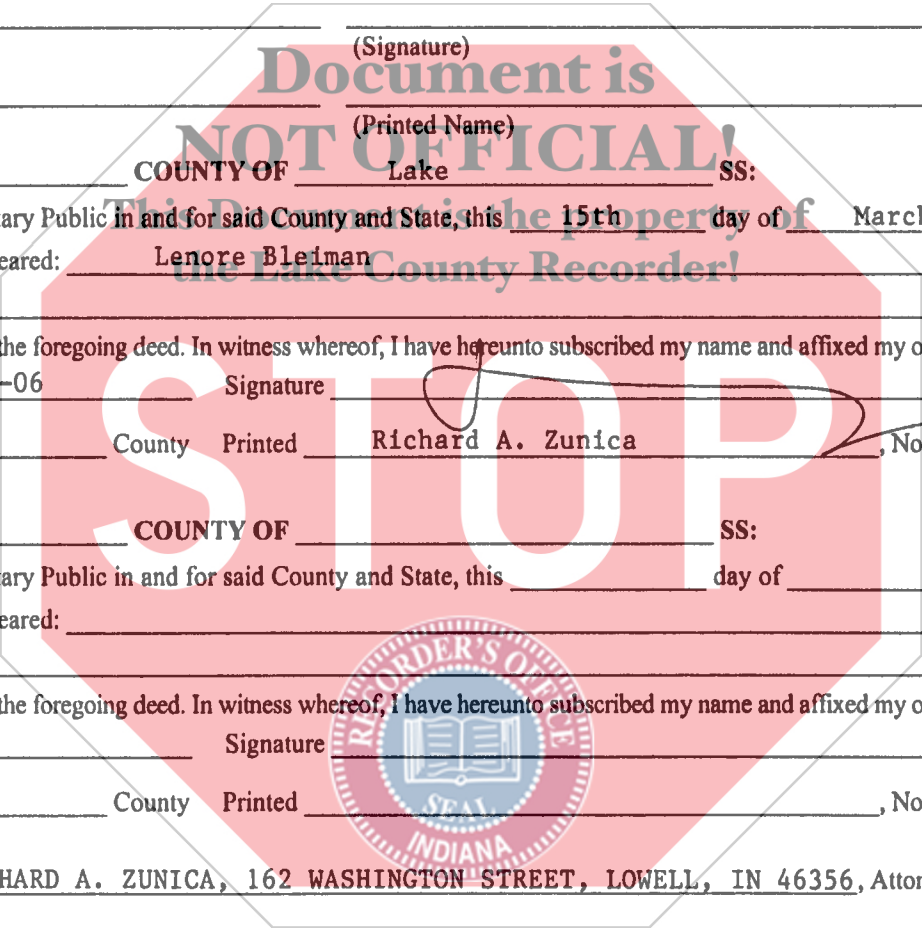 (Signature)
Document is
(Printed Name)
NOT OFFICIAL!
COUNTY OF Lake SS:
tary Public in and for said County and State, this 15th day of March
This Document is the property of
eared: Lenore Bleiman
the Lake County Recorder!
the foregoing deed. In witness whereof, I have hereunto subscribed my name and affixed my o
-06 Signature
STOP
County Printed Richard A. Zunica , No
COUNTY OF SS:
tary Public in and for said County and State, this day of
eared:
the foregoing deed. In witness whereof, I have hereunto subscribed my name and affixed my o
Signature
County Printed , No
RECORDER'S OFFICE
SEAL
INDIANA
HARD A. ZUNICA, 162 WASHINGTON STREET, LOWELL, IN 46356, Attor